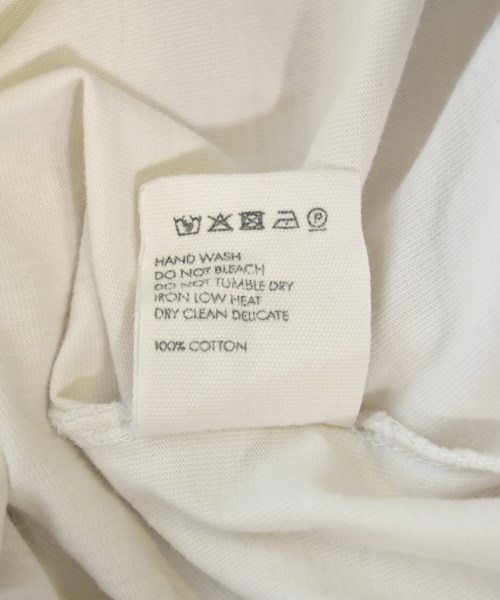 HAND WASH
DO NOT BLEACH
DO NOT TUMBLE DRY
IRON LOW HEAT
DRY CLEAN DELICATE
100% COTTON